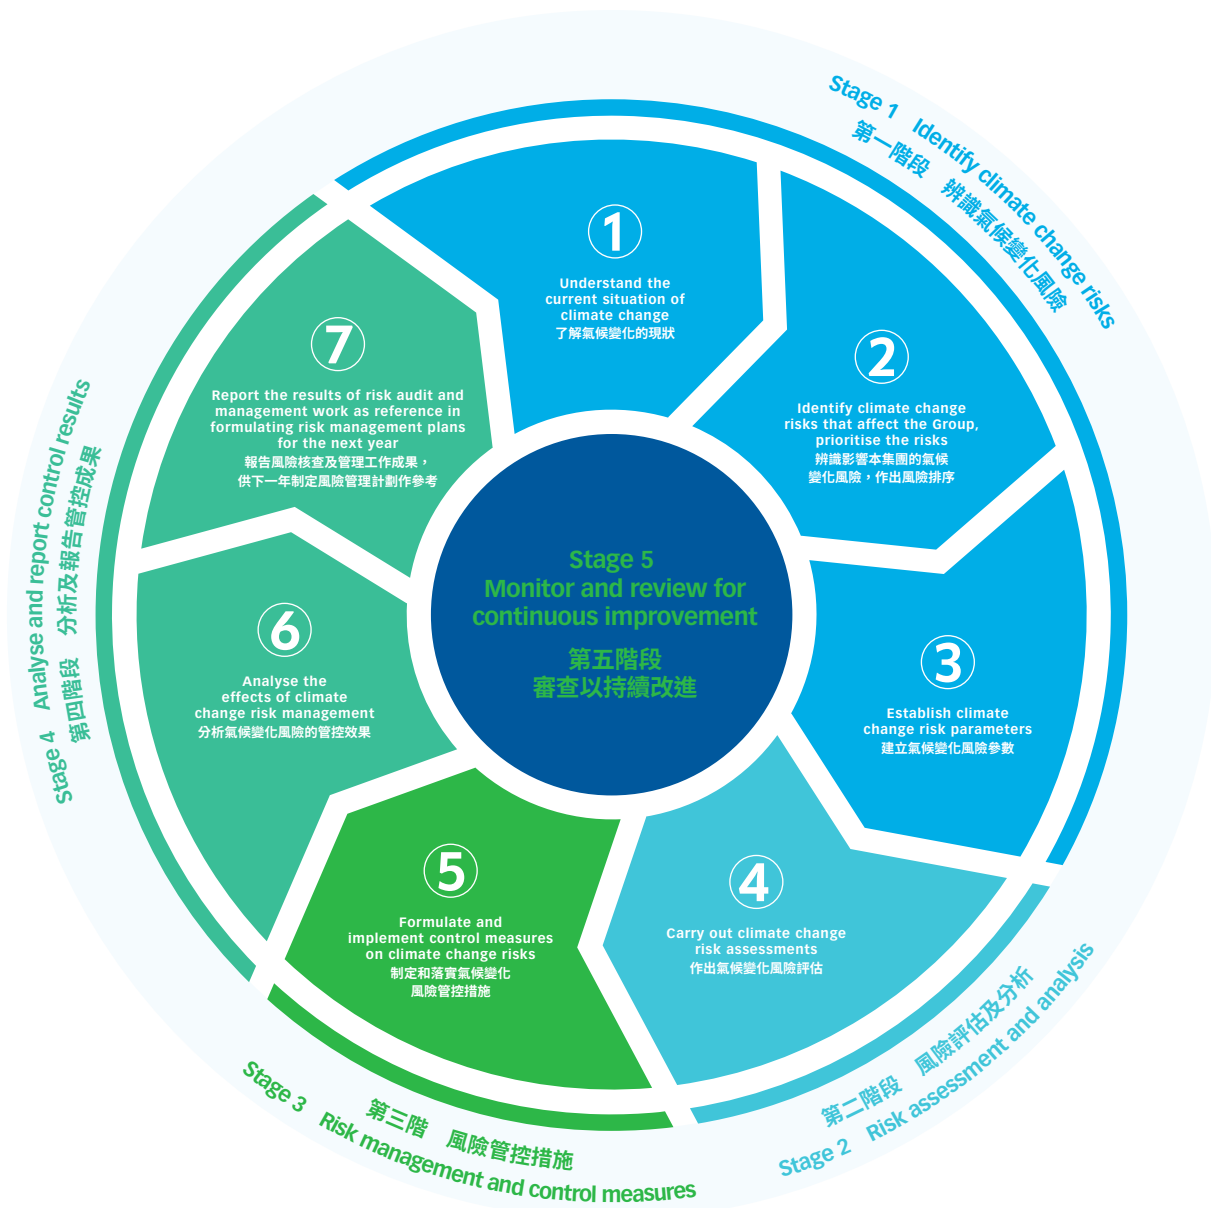 Stage 1 Identify climate change risks
第一階段 辨識氣候變化風險
1
Understand the
current situation of
climate change
了解氣候變化的現狀
2
Identify climate change
risks that affect the Group,
prioritise the risks
辨識影響本集團的氣候
變化風險，作出風險排序
3
Establish climate
change risk parameters
建立氣候變化風險參數
第二階段 風險評估及分析
Stage 2 Risk assessment and analysis
4
Carry out climate change
risk assessments
作出氣候變化風險評估
第三階 風險管控措施
Stage 3 Risk management and control measures
5
Formulate and
implement control measures
on climate change risks
制定和落實氣候變化
風險管控措施
Stage 4 Analyse and report control results
第四階段 分析及報告管控成果
6
Analyse the
effects of climate
change risk management
分析氣候變化風險的管控效果
7
Report the results of risk audit and
management work as reference in
formulating risk management plans
for the next year
報告風險核查及管理工作成果，
供下一年制定風險管理計劃作參考
Stage 5
Monitor and review for
continuous improvement
第五階段
審查以持續改進